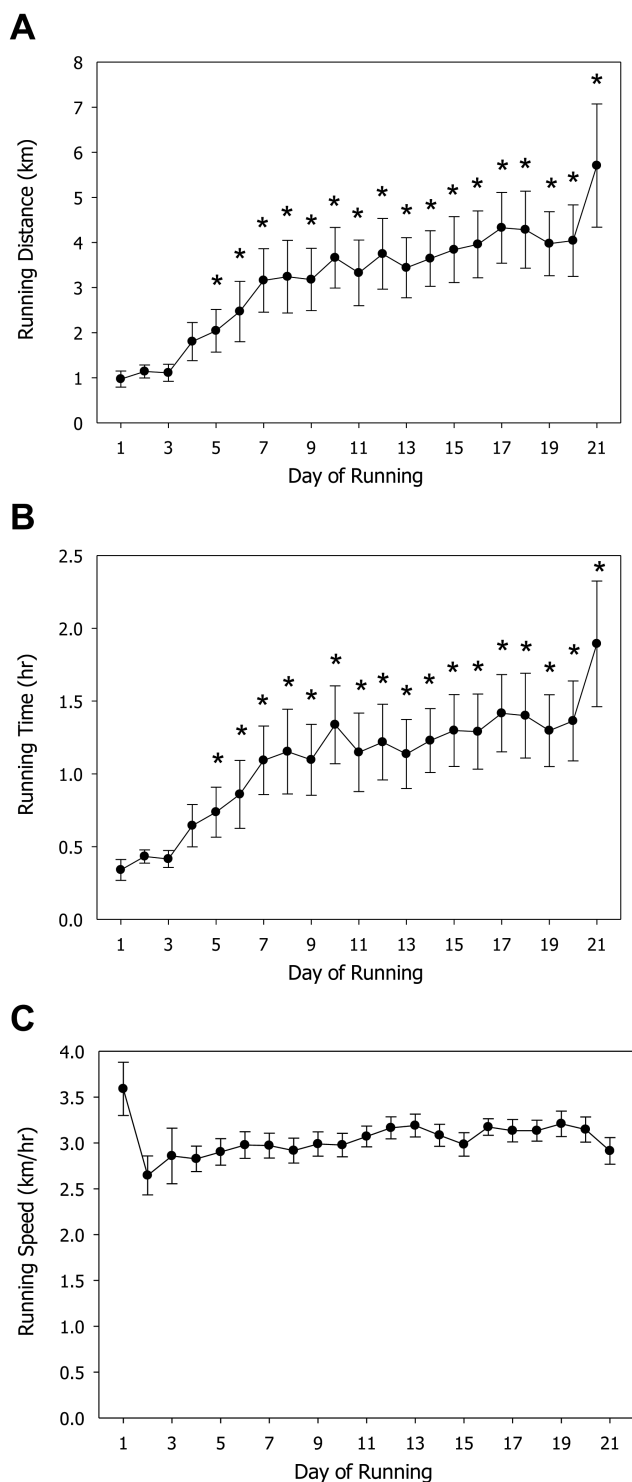 A
Running Distance (km)
8
7
6
5
4
3
2
1
0
* * * * * * * * * * * * * * * * *
1 3 5 7 9 11 13 15 17 19 21
Day of Running
B
Running Time (hr)
2.5
2.0
1.5
1.0
0.5
0.0
* * * * * * * * * * * * * * * * *
1 3 5 7 9 11 13 15 17 19 21
Day of Running
C
Running Speed (km/hr)
4.0
3.5
3.0
2.5
2.0
1.5
1.0
0.5
0.0
1 3 5 7 9 11 13 15 17 19 21
Day of Running